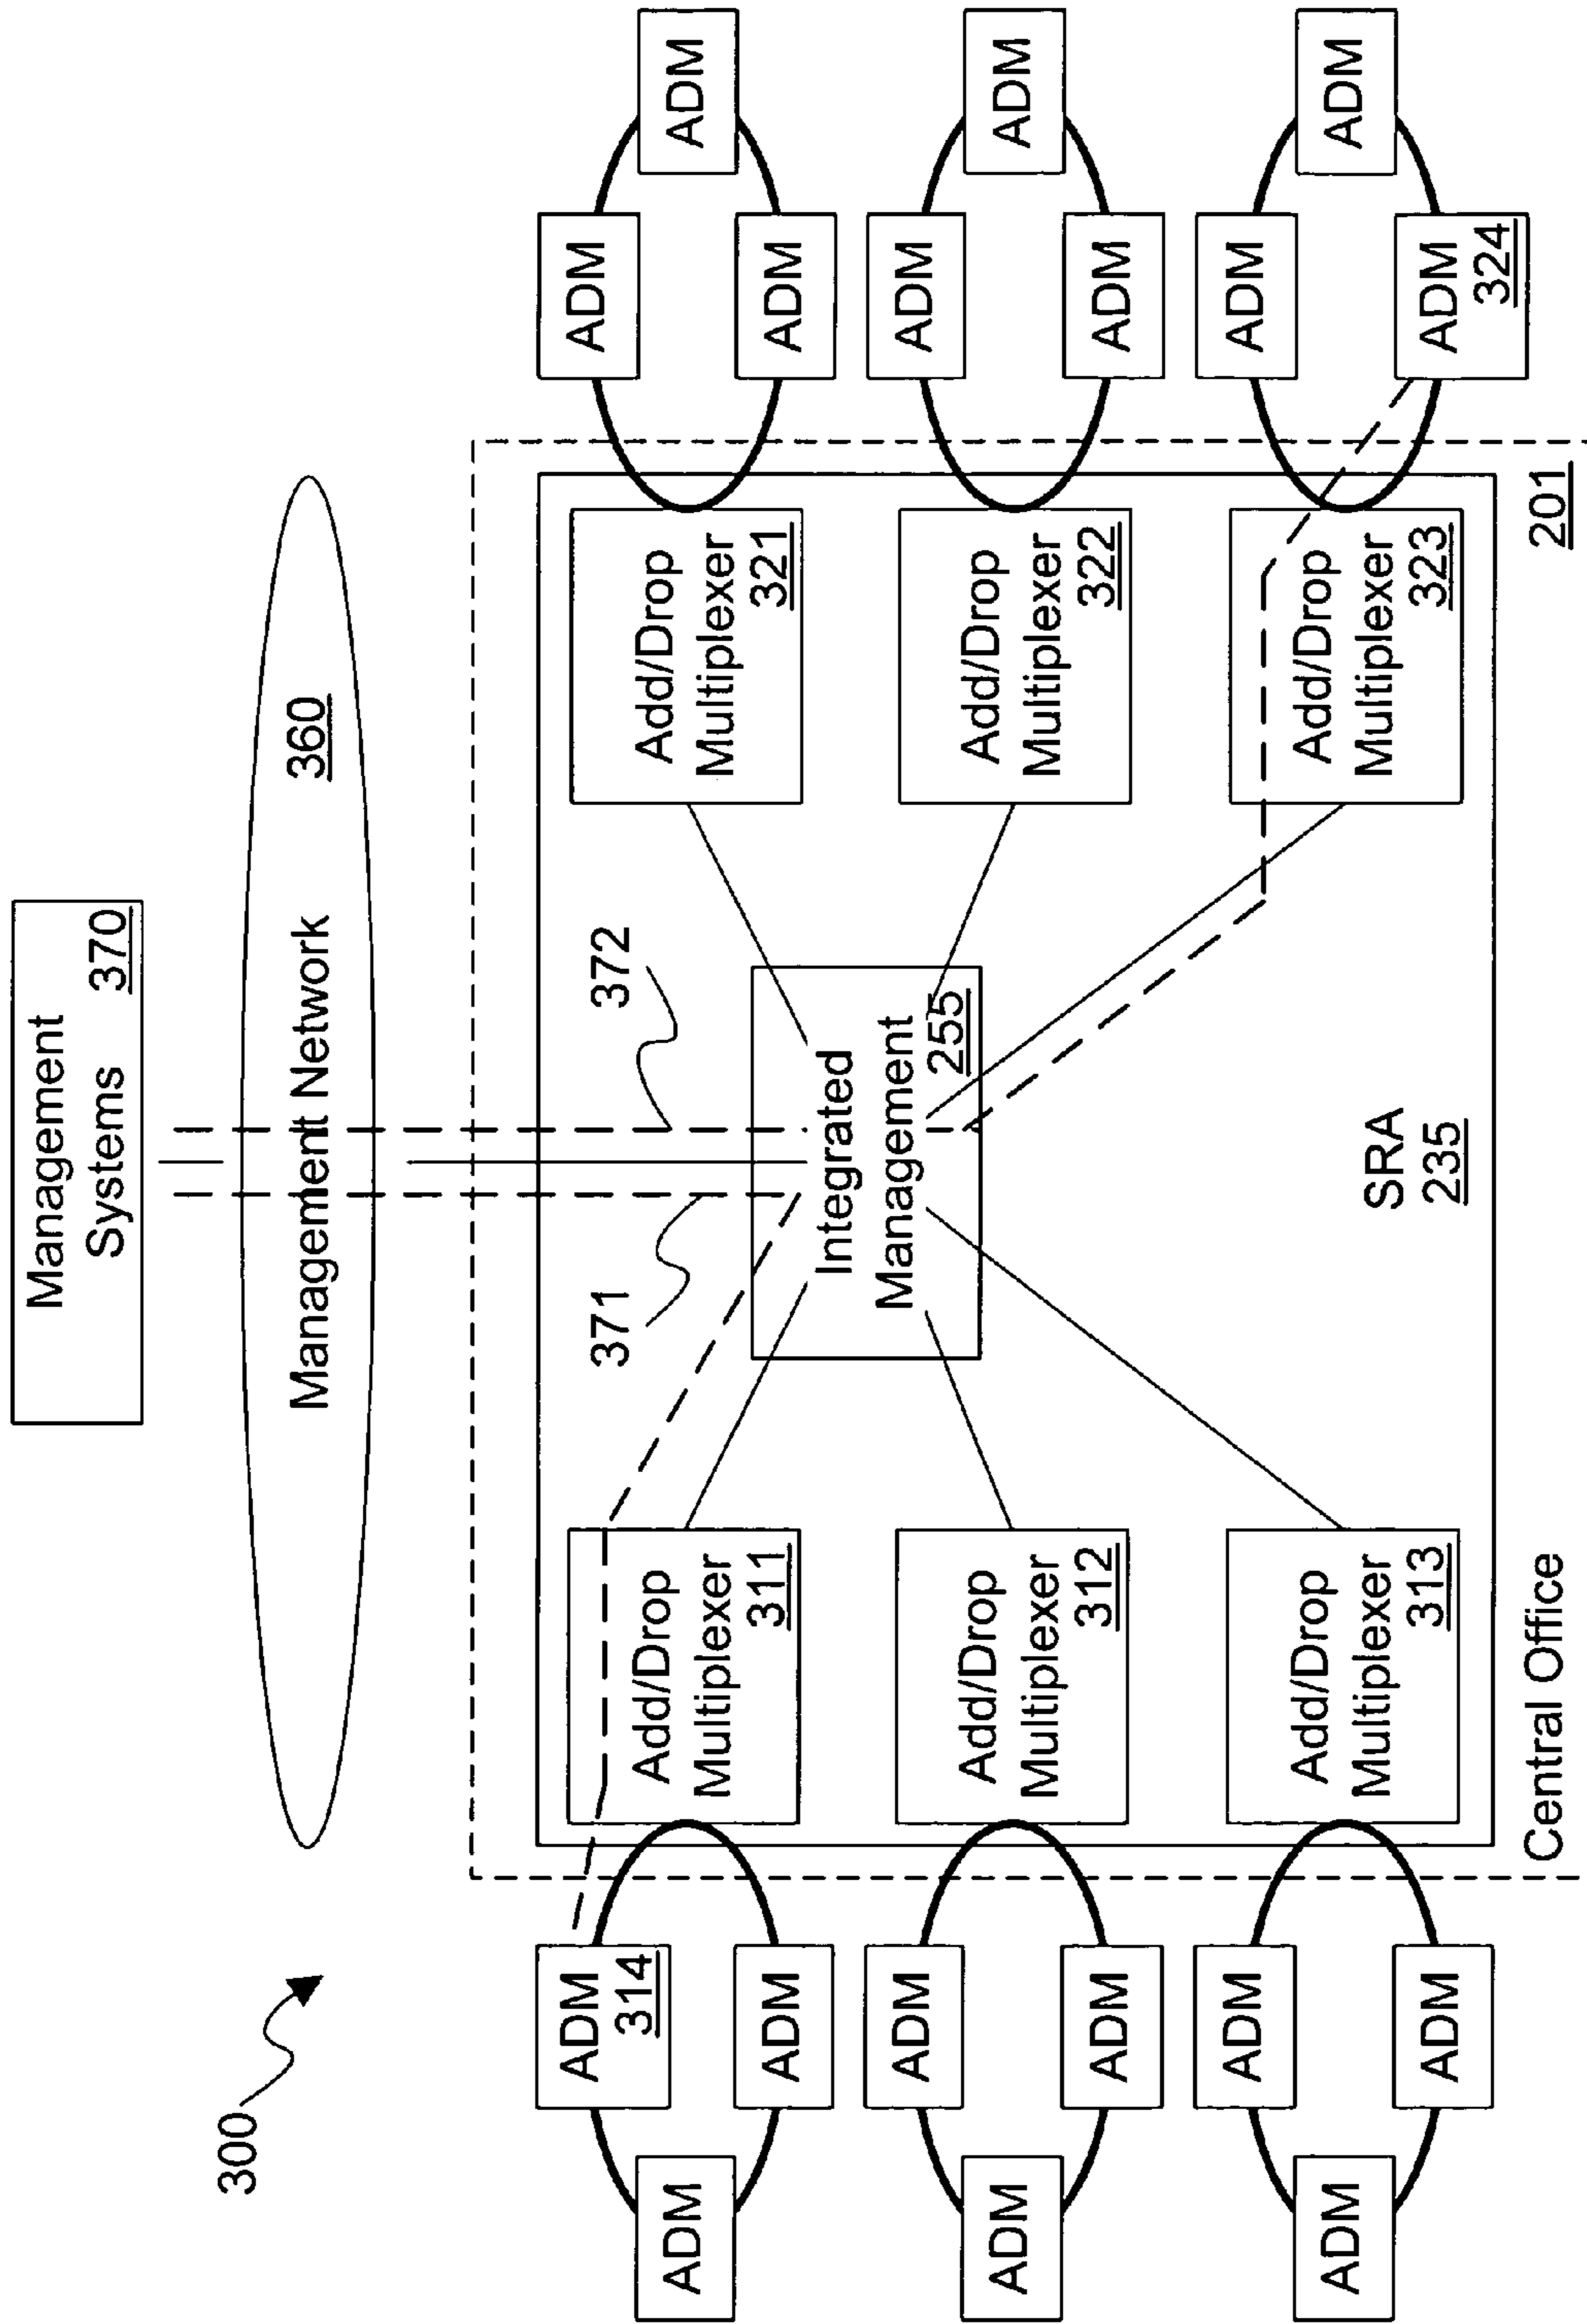 300
Management
Systems 370
Management Network 360
371
372
ADM
314
ADM
ADM
Add/Drop
Multiplexer
311
Integrated
Management
255
Add/Drop
Multiplexer
321
ADM
ADM
ADM
ADM
ADM
ADM
Add/Drop
Multiplexer
312
Add/Drop
Multiplexer
322
ADM
ADM
ADM
ADM
ADM
ADM
Add/Drop
Multiplexer
313
SRA
235
Add/Drop
Multiplexer
323
ADM
ADM
ADM
324
Central Office
201